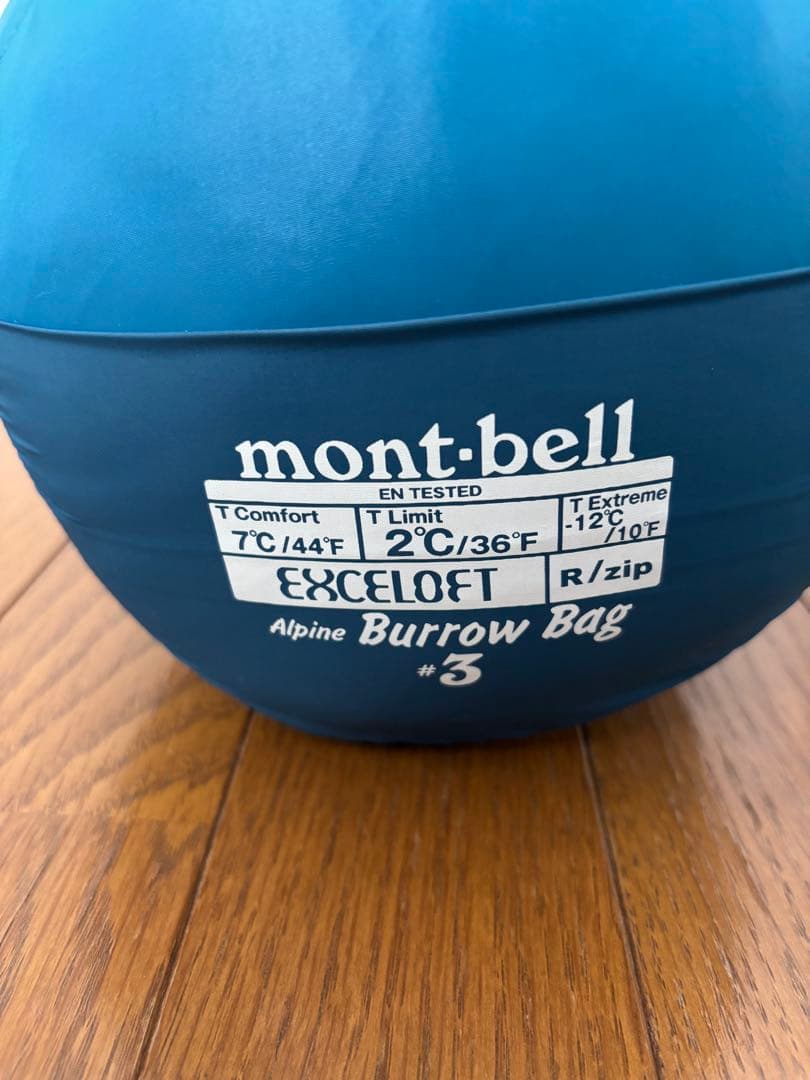 mont·bell
EN TESTED
T Comfort
7℃/44°F
T Limit
2℃/36°F
T Extreme
-12℃
/10°F
EXCELOFT
R/zip
Alpine Burrow Bag
#3